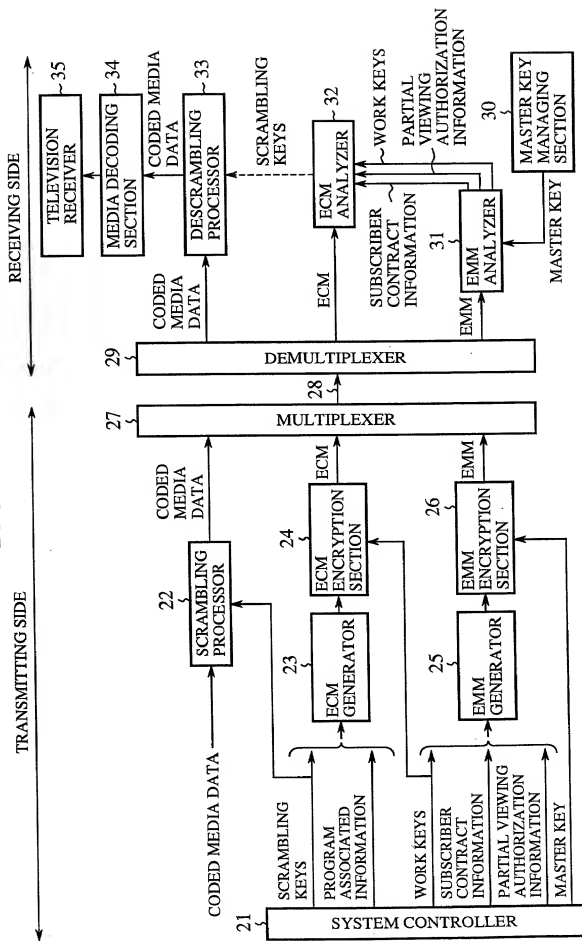 TRANSMITTING SIDE
RECEIVING SIDE
CODED MEDIA DATA
22
SCRAMBLING
PROCESSOR
CODED
MEDIA DATA
27
MULTIPLEXER
28
29
DEMULTIPLEXER
CODED
MEDIA DATA
TELEVISION
RECEIVER
35
MEDIA DECODING
SECTION
34
CODED MEDIA
DATA
DESCRAMBLING
PROCESSOR
33
SCRAMBLING
KEYS
ECM
ECM
ANALYZER
32
WORK KEYS
PARTIAL
VIEWING
AUTHORIZATION
INFORMATION
SUBSCRIBER
CONTRACT
INFORMATION
EMM
31
EMM
ANALYZER
MASTER KEY
30
MASTER KEY
MANAGING
SECTION
SCRAMBLING
KEYS
PROGRAM
ASSOCIATED
INFORMATION
23
ECM
GENERATOR
24
ECM
ENCRYPTION
SECTION
ECM
WORK KEYS
SUBSCRIBER
CONTRACT
INFORMATION
PARTIAL VIEWING
AUTHORIZATION
INFORMATION
MASTER KEY
25
EMM
GENERATOR
26
EMM
ENCRYPTION
SECTION
EMM
21
SYSTEM CONTROLLER